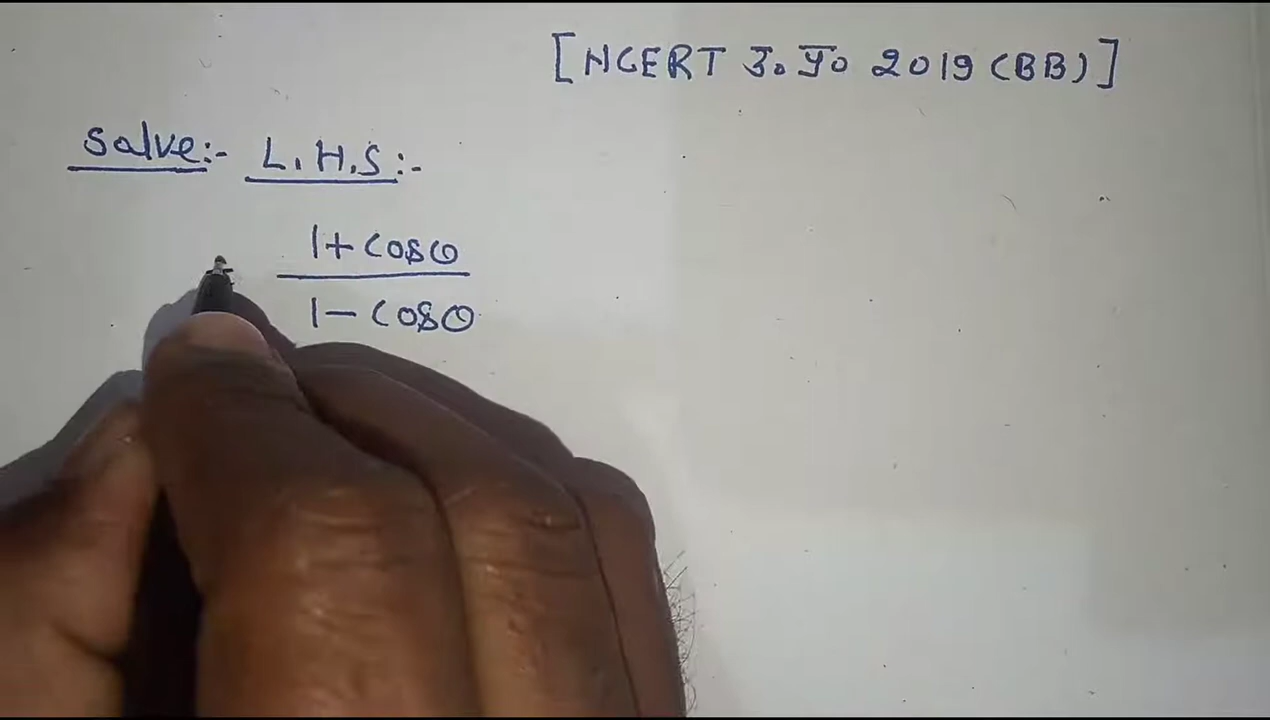 [NCERT उ० प्र० 2019 (BB)]
Solve:- L.H.S:-
1+cosθ
1-cosθ